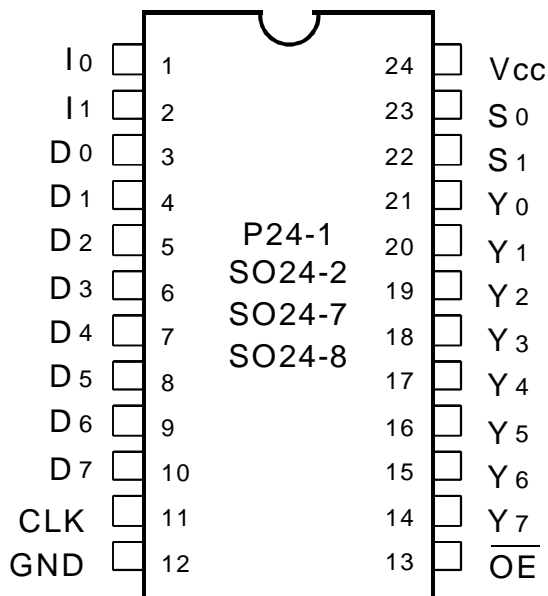 I0 1 24 Vcc
I1 2 23 S0
D0 3 22 S1
D1 4 21 Y0
D2 5 20 Y1
D3 6 19 Y2
D4 7 18 Y3
D5 8 17 Y4
D6 9 16 Y5
D7 10 15 Y6
CLK 11 14 Y7
GND 12 13 O̅E̅
P24-1
SO24-2
SO24-7
SO24-8